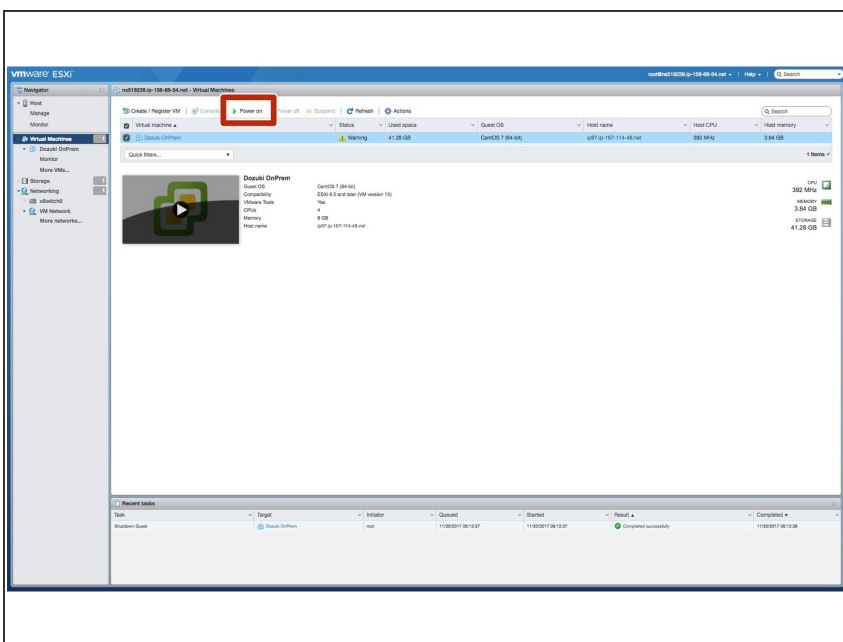 vmware ESXi™
root@ns519239.ip-158-69-54.net | Help | Search
Navigator
ns519239.ip-158-69-54.net - Virtual Machines
Host
Manage
Monitor
Virtual Machines 1
Dozuki OnPrem
Monitor
More VMs...
Storage 1
Networking 1
vSwitch0
VM Network
More networks...
Create / Register VM | Console | Power on Power off Suspend | Refresh | Actions
Search
Virtual machine Status Used space Guest OS Host name Host CPU Host memory
Dozuki OnPrem Warning 41.28 GB CentOS 7 (64-bit) ip97.ip-167-114-48.net 392 MHz 3.84 GB
Quick filters... 1 items
Dozuki OnPrem
Guest OS CentOS 7 (64-bit)
Compatibility ESXi 6.5 and later (VM version 13)
VMware Tools Yes
CPUs 4
Memory 8 GB
Host name ip97.ip-167-114-48.net
CPU
392 MHz
MEMORY
3.84 GB
STORAGE
41.28 GB
Recent tasks
Task Target Initiator Queued Started Result Completed
Shutdown Guest Dozuki OnPrem root 11/30/2017 06:12:37 11/30/2017 06:12:37 Completed successfully 11/30/2017 06:12:38